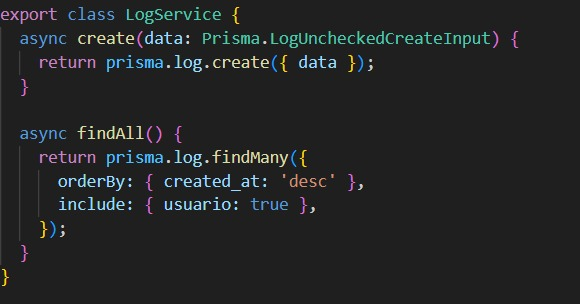 export class LogService {
  async create(data: Prisma.LogUncheckedCreateInput) {
    return prisma.log.create({ data });
  }

  async findAll() {
    return prisma.log.findMany({
      orderBy: { created_at: 'desc' },
      include: { usuario: true },
    });
  }
}